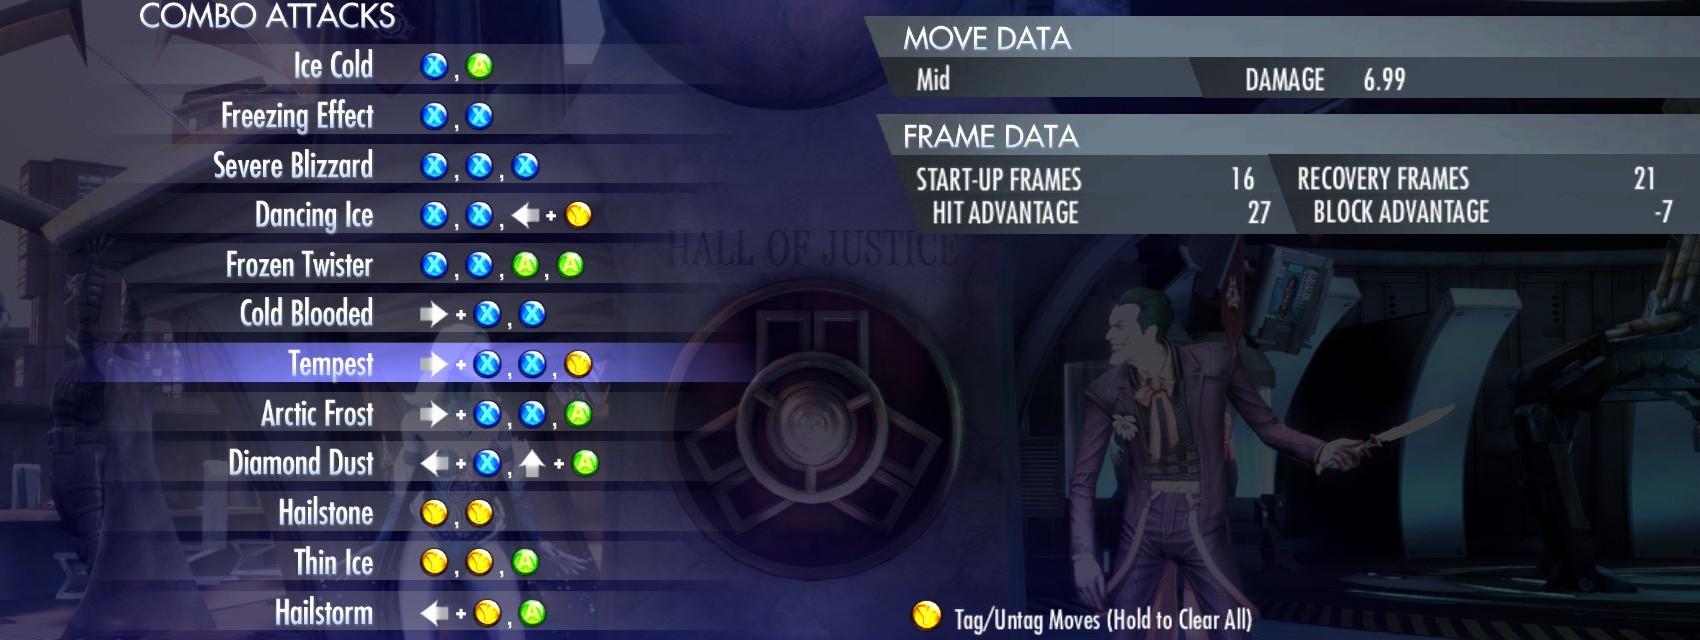 COMBO ATTACKS
Ice Cold X , A
Freezing Effect X , X
Severe Blizzard X , X , X
Dancing Ice X , X , ← + Y
Frozen Twister X , X , A , A
Cold Blooded → + X , X
Tempest → + X , X , Y
Arctic Frost → + X , X , A
Diamond Dust ← + X , ↑ + A
Hailstone Y , Y
Thin Ice Y , Y , A
Hailstorm ← + Y , A
MOVE DATA
Mid DAMAGE 6.99
FRAME DATA
START-UP FRAMES 16 RECOVERY FRAMES 21
HIT ADVANTAGE 27 BLOCK ADVANTAGE -7
HALL OF JUSTICE
Y Tag/Untag Moves (Hold to Clear All)